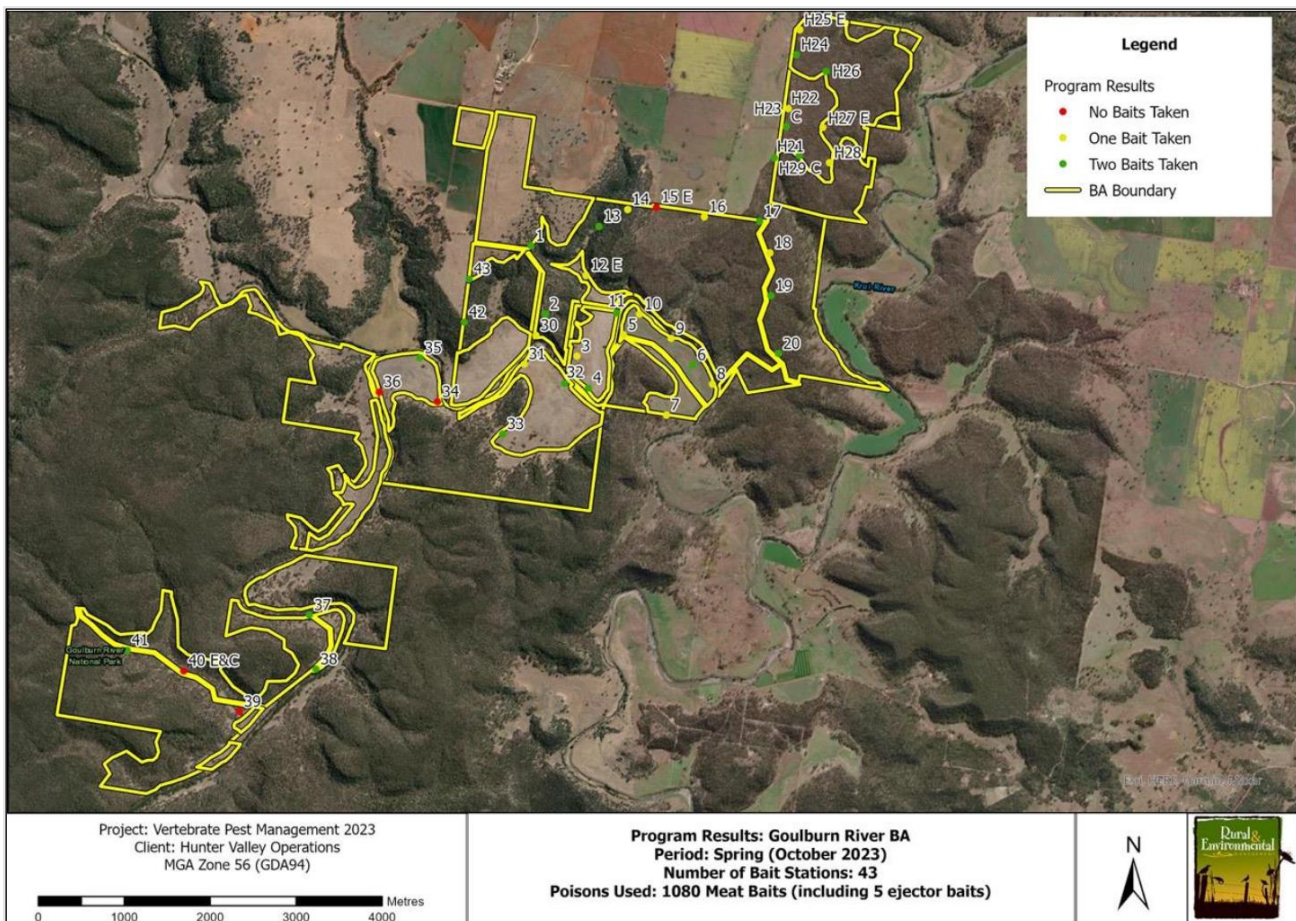 Legend
Program Results
No Baits Taken
One Bait Taken
Two Baits Taken
BA Boundary
H25 E
H24
H26
H22
H23
C
H27 E
H21
H28
H29 C
14
15 E
16
17
13
1
18
12 E
43
19
2
11
10
42
30
5
9
3
20
31
6
35
32
4
8
36
34
7
33
37
38
41
40 E&C
39
Goulburn River
National Park
Project: Vertebrate Pest Management 2023
Client: Hunter Valley Operations
MGA Zone 56 (GDA94)
Metres
0 1000 2000 3000 4000
Program Results: Goulburn River BA
Period: Spring (October 2023)
Number of Bait Stations: 43
Poisons Used: 1080 Meat Baits (including 5 ejector baits)
N
Rural &
Environmental